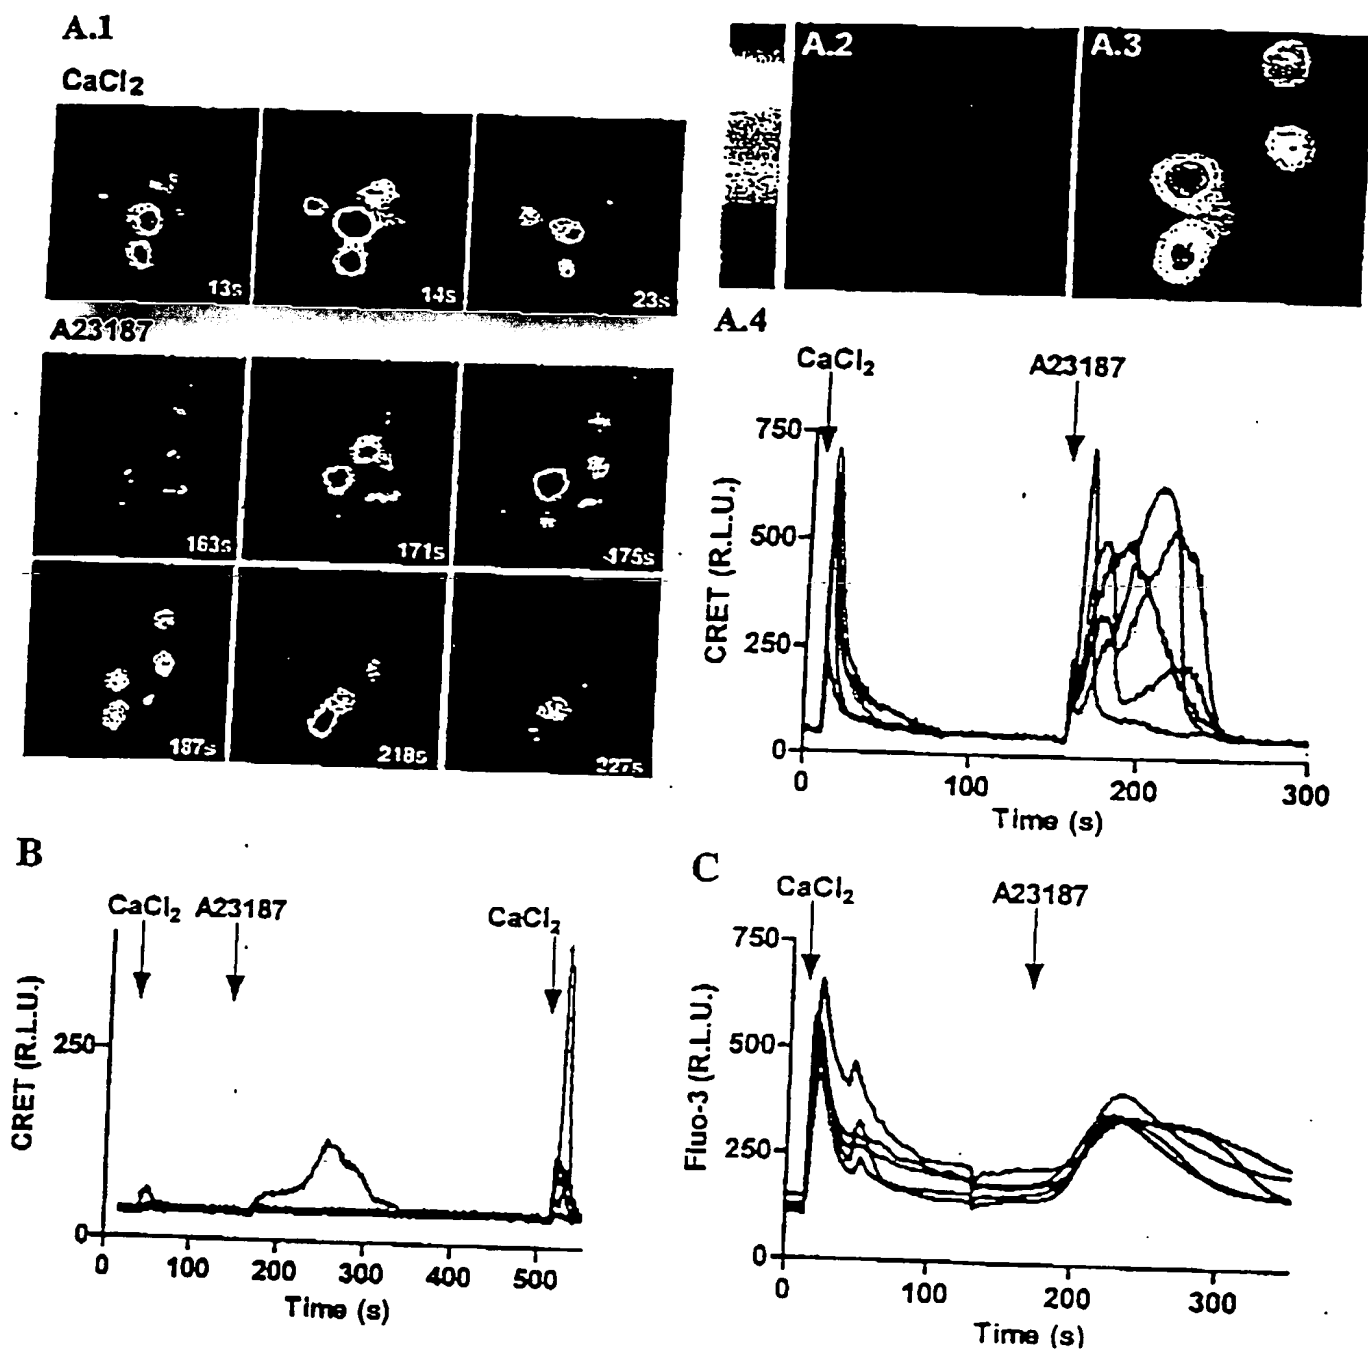 A.1
CaCl2
13s
14s
23s
A23187
163s
171s
175s
187s
218s
227s
A.2
A.3
A.4
CaCl2
A23187
750
500
250
0
CRET (R.L.U.)
0
100
200
300
Time (s)
B
CaCl2
A23187
CaCl2
250
0
CRET (R.L.U.)
0
100
200
300
400
500
Time (s)
C
CaCl2
A23187
750
500
250
0
Fluo-3 (R.L.U.)
0
100
200
300
Time (s)